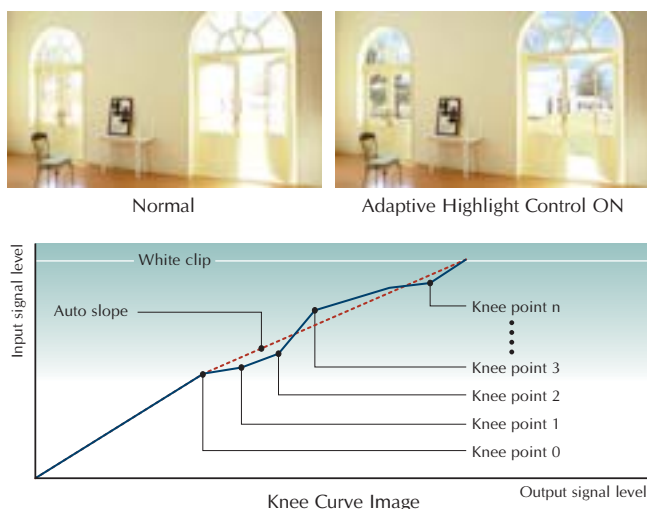 Normal
Adaptive Highlight Control ON
Input signal level
White clip
Auto slope
Knee point n
Knee point 3
Knee point 2
Knee point 1
Knee point 0
Output signal level
Knee Curve Image